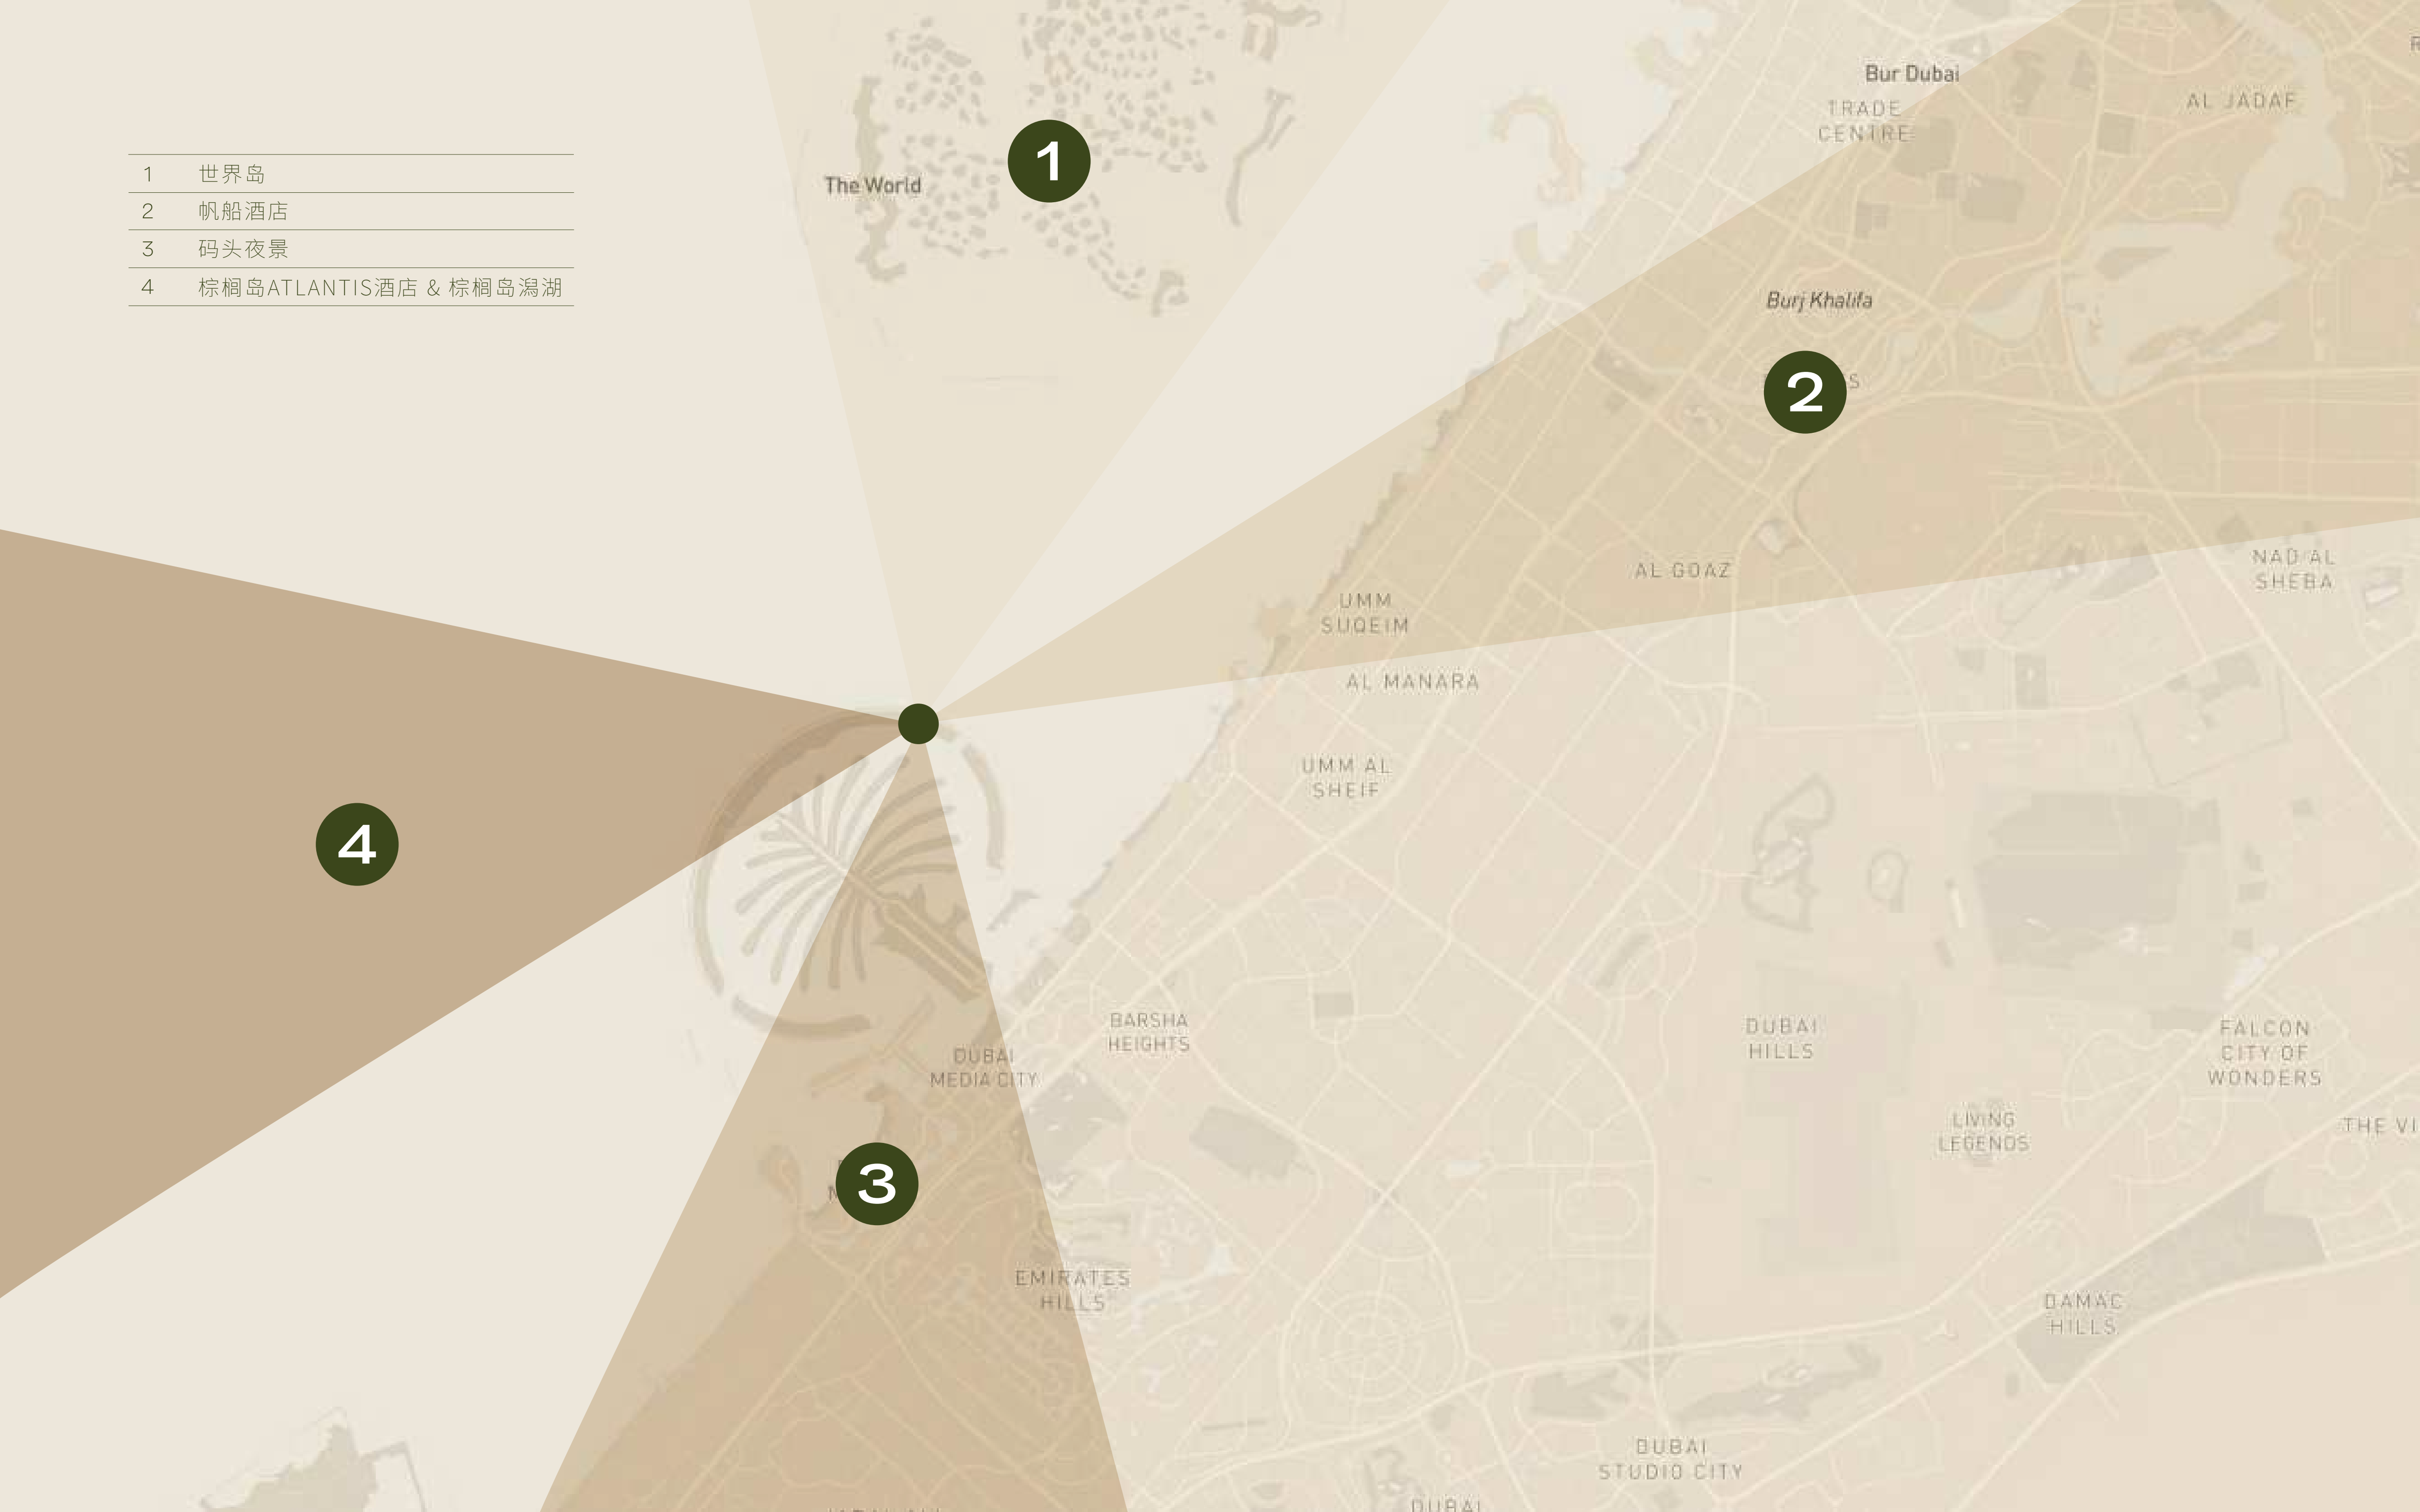 1 世界岛
2 帆船酒店
3 码头夜景
4 棕榈岛ATLANTIS酒店 & 棕榈岛潟湖
1
The World
Bur Dubai
TRADE
CENTRE
AL JADAF
Burj Khalifa
2
AL GOAZ
NAD AL
SHEBA
UMM
SUQEIM
AL MANARA
UMM AL
SHEIF
4
BARSHA
HEIGHTS
DUBAI
MEDIA CITY
DUBAI
HILLS
FALCON
CITY OF
WONDERS
LIVING
LEGENDS
THE VI
3
EMIRATES
HILLS
DAMAC
HILLS
DUBAI
STUDIO CITY
DUBAI